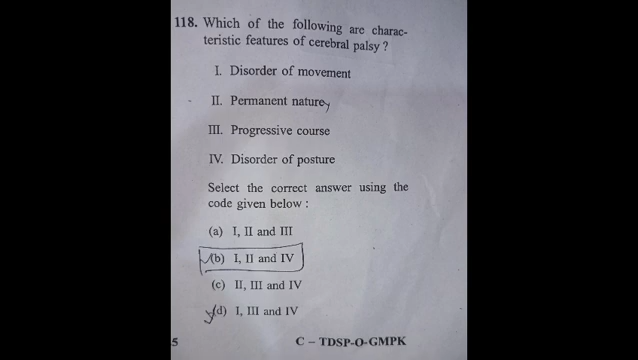 118. Which of the following are charac-
teristic features of cerebral palsy ?
I. Disorder of movement
II. Permanent nature
III. Progressive course
IV. Disorder of posture
Select the correct answer using the
code given below :
(a) I, II and III
(b) I, II and IV
(c) II, III and IV
(d) I, III and IV
5 C – TDSP-O-GMPK